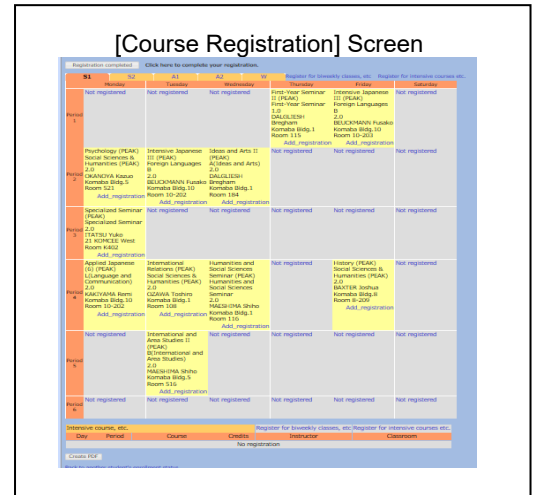 [Course Registration] Screen
Registration completed Click here to complete your registration.
S1 S2 A1 A2 W Register for biweekly classes, etc Register for intensive courses etc.
Monday Tuesday Wednesday Thursday Friday Saturday
Period 1
Not registered
Not registered
Not registered
First-Year Seminar
II (PEAK)
First-Year Seminar
1.0
DALGLIESH
Bregham
Komaba Bldg.1
Room 115
Add_registration
Intensive Japanese
III (PEAK)
Foreign Languages
B
2.0
BEUCKMANN Fusako
Komaba Bldg.10
Room 10-203
Add_registration
Not registered
Period 2
Psychology (PEAK)
Social Sciences &
Humanities (PEAK)
2.0
OKANOYA Kazuo
Komaba Bldg.5
Room 521
Add_registration
Intensive Japanese
III (PEAK)
Foreign Languages
B
2.0
BEUCKMANN Fusako
Komaba Bldg.10
Room 10-202
Add_registration
Ideas and Arts II
(PEAK)
A(Ideas and Arts)
2.0
DALGLIESH
Bregham
Komaba Bldg.1
Room 184
Add_registration
Not registered
Not registered
Not registered
Period 3
Specialized Seminar
(PEAK)
Specialized Seminar
2.0
ITATSU Yuko
21 KOMCEE West
Room K402
Add_registration
Not registered
Not registered
Not registered
Not registered
Not registered
Period 4
Applied Japanese
(6) (PEAK)
L(Language and
Communication)
2.0
KAKIYAMA Remi
Komaba Bldg.10
Room 10-202
Add_registration
International
Relations (PEAK)
Social Sciences &
Humanities (PEAK)
2.0
OZAWA Toshiro
Komaba Bldg.1
Room 108
Add_registration
Humanities and
Social Sciences
Seminar (PEAK)
Humanities and
Social Sciences
Seminar
2.0
MAESHIMA Shiho
Komaba Bldg.1
Room 116
Add_registration
Not registered
History (PEAK)
Social Sciences &
Humanities (PEAK)
2.0
BAXTER Joshua
Komaba Bldg.8
Room 8-209
Add_registration
Not registered
Period 5
Not registered
International and
Area Studies II
(PEAK)
B(International and
Area Studies)
2.0
MAESHIMA Shiho
Komaba Bldg.5
Room 516
Add_registration
Not registered
Not registered
Not registered
Not registered
Period 6
Not registered
Not registered
Not registered
Not registered
Not registered
Not registered
Intensive course, etc. Register for biweekly classes, etc Register for intensive courses etc.
Day Period Course Credits Instructor Classroom
No registration
Create PDF